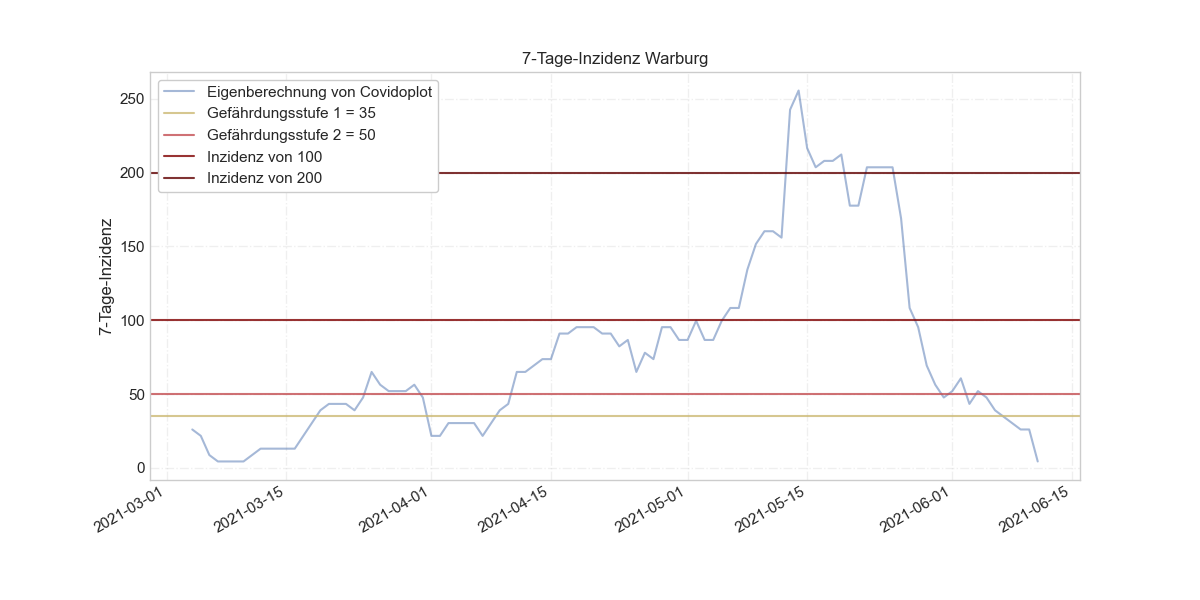 7-Tage-Inzidenz Warburg
Eigenberechnung von Covidoplot
Gefährdungsstufe 1 = 35
Gefährdungsstufe 2 = 50
Inzidenz von 100
Inzidenz von 200
7-Tage-Inzidenz
250
200
150
100
50
0
2021-03-01
2021-03-15
2021-04-01
2021-04-15
2021-05-01
2021-05-15
2021-06-01
2021-06-15